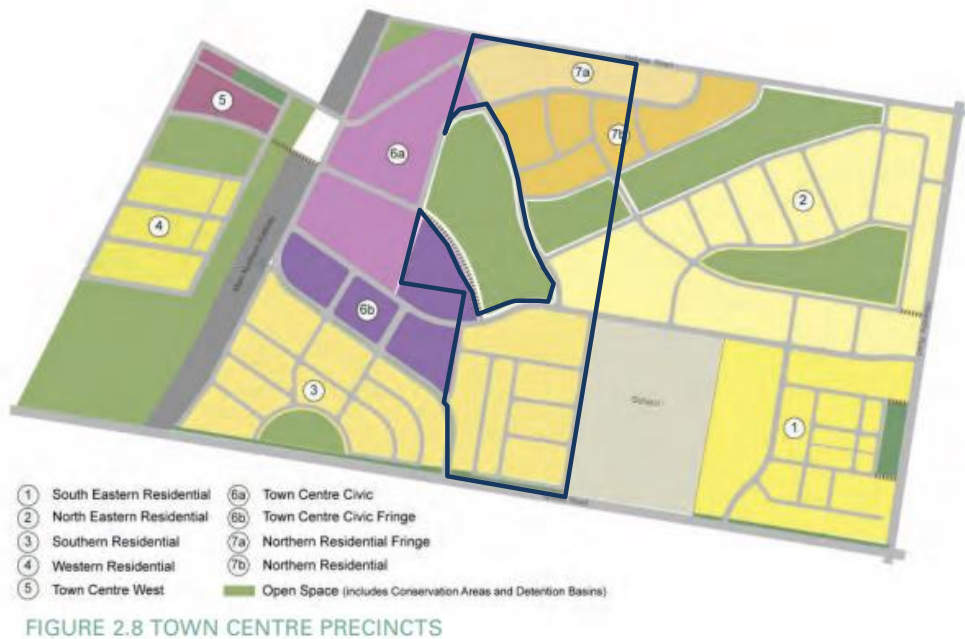 7a
5
6a
7b
2
4
6b
3
School
1
1 South Eastern Residential
2 North Eastern Residential
3 Southern Residential
4 Western Residential
5 Town Centre West
6a Town Centre Civic
6b Town Centre Civic Fringe
7a Northern Residential Fringe
7b Northern Residential
Open Space (includes Conservation Areas and Detention Basins)
FIGURE 2.8 TOWN CENTRE PRECINCTS